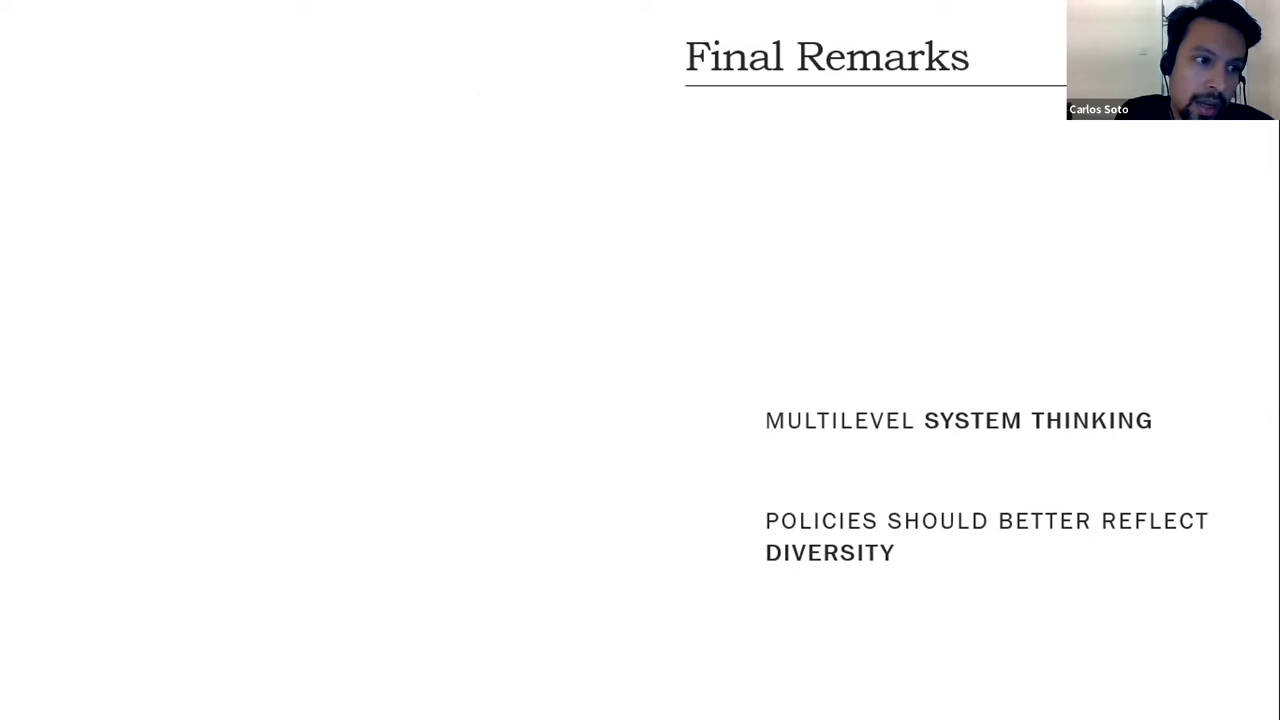 Final Remarks
Carlos Soto
MULTILEVEL SYSTEM THINKING
POLICIES SHOULD BETTER REFLECT
DIVERSITY